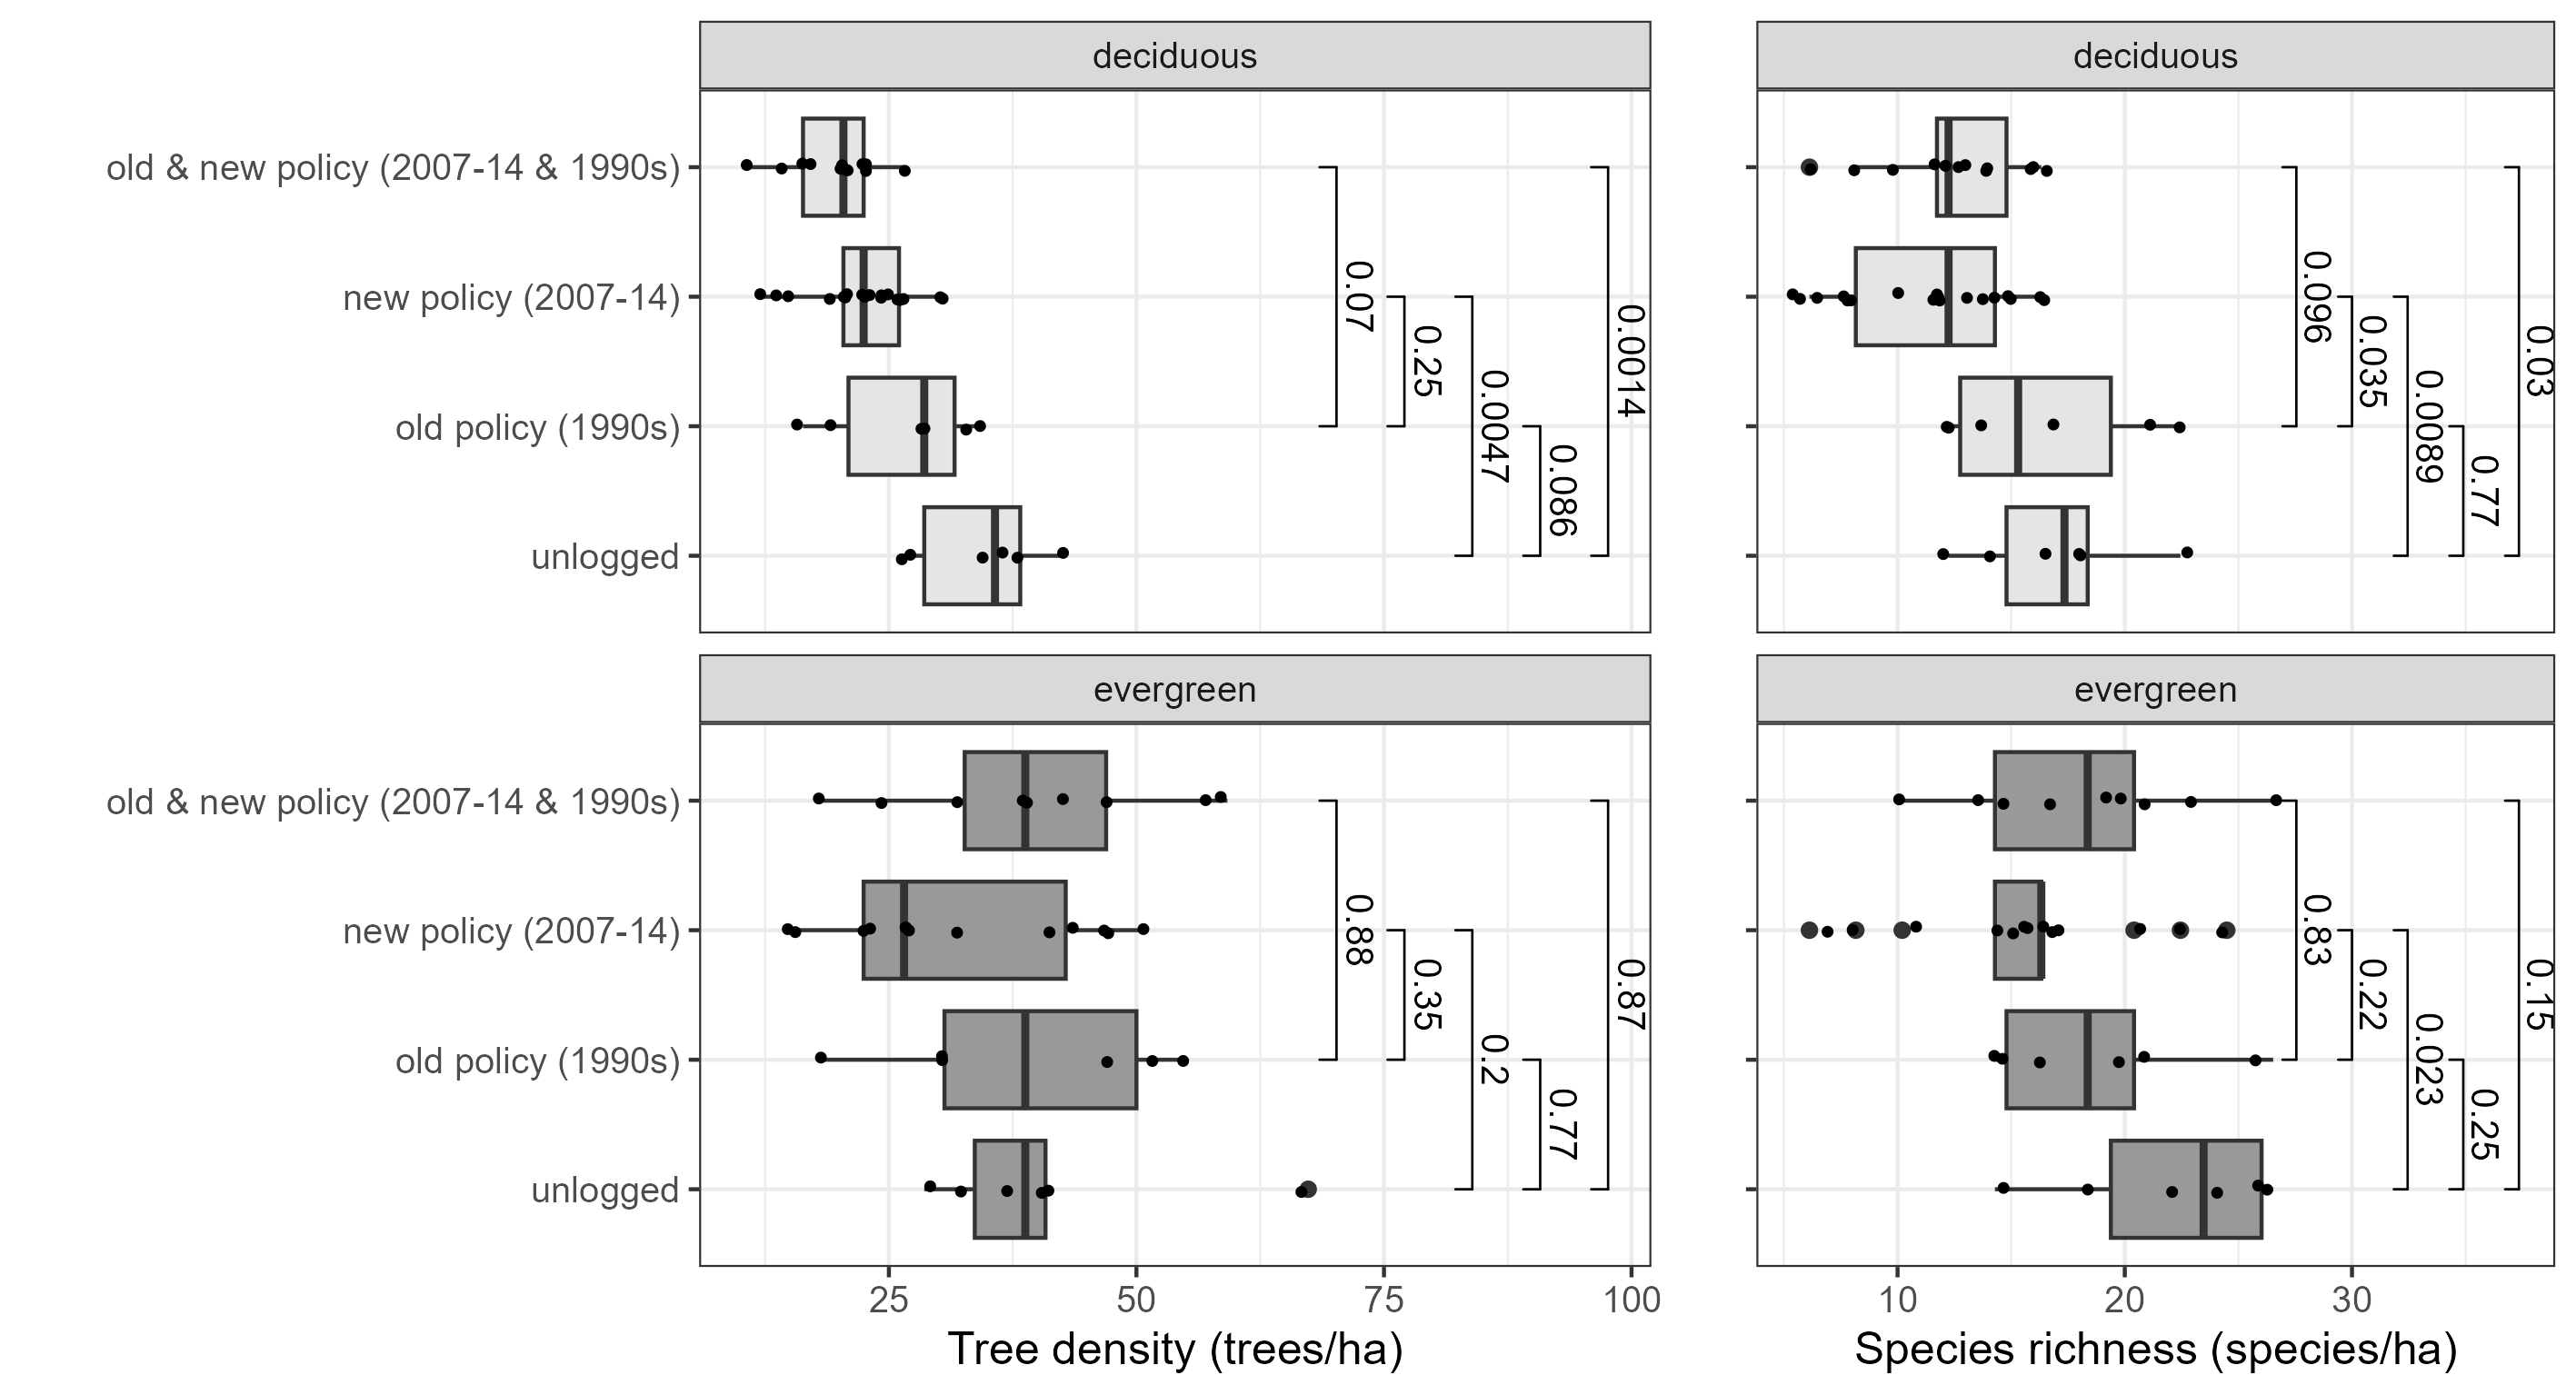 deciduous
deciduous
old & new policy (2007-14 & 1990s)
new policy (2007-14)
old policy (1990s)
unlogged
0.07
0.25
0.0047
0.086
0.0014
0.096
0.035
0.0089
0.77
0.03
evergreen
evergreen
old & new policy (2007-14 & 1990s)
new policy (2007-14)
old policy (1990s)
unlogged
0.88
0.35
0.2
0.77
0.87
0.83
0.22
0.023
0.25
0.15
25 50 75 100
10 20 30
Tree density (trees/ha)
Species richness (species/ha)